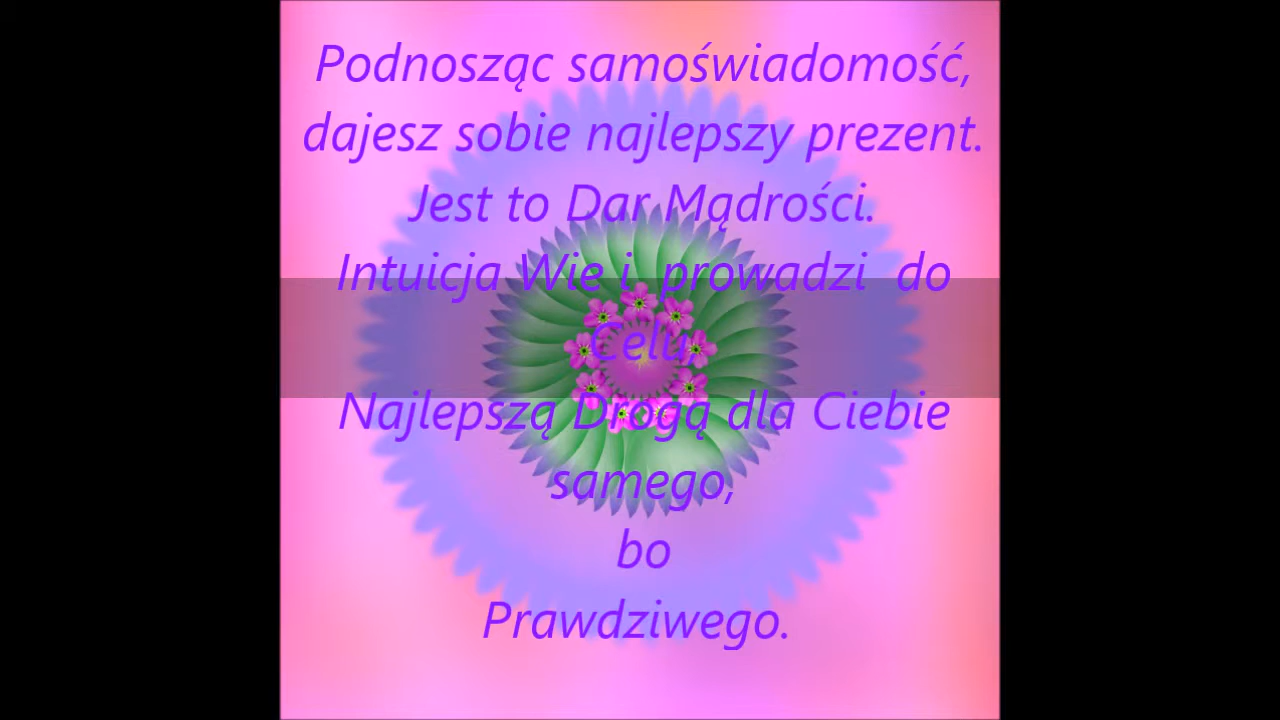 Podnosząc samoświadomość,
dajesz sobie najlepszy prezent.
Jest to Dar Mądrości.
Intuicja Wie i  prowadzi  do
Celu,
Najlepszą Drogą dla Ciebie
samego,
bo
Prawdziwego.